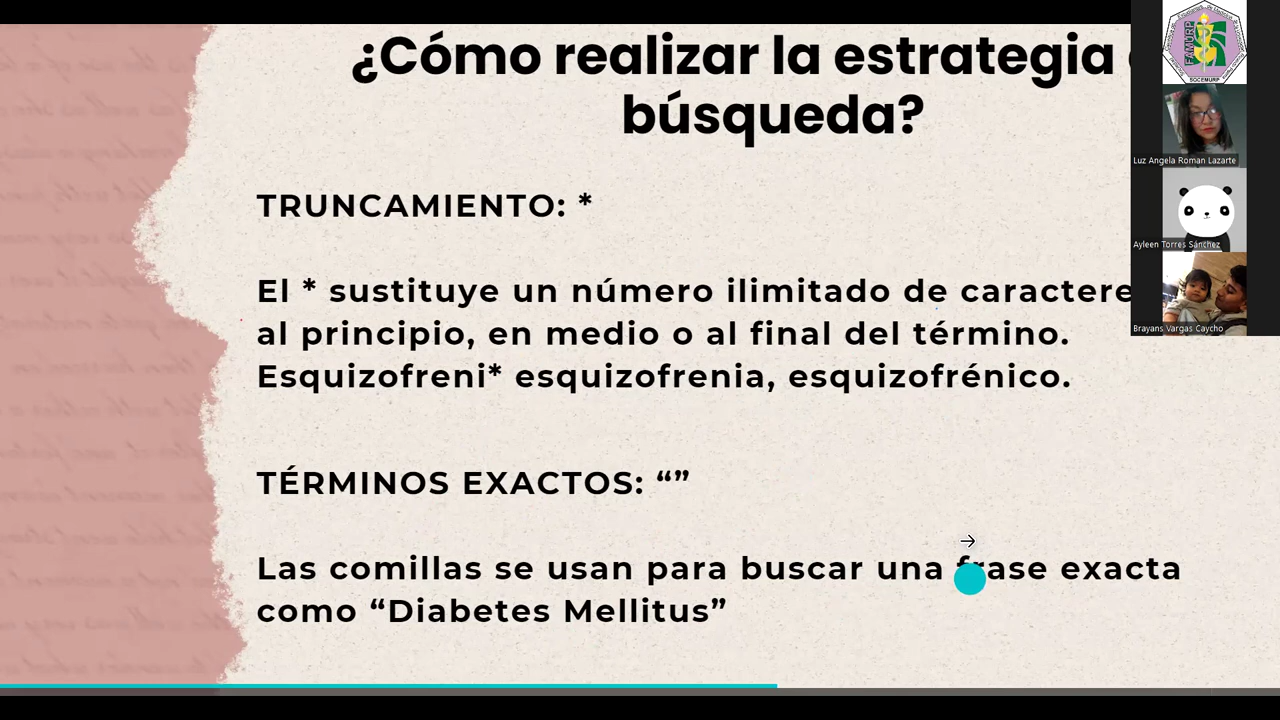 ¿Cómo realizar la estrategia
búsqueda?
TRUNCAMIENTO: *
El * sustituye un número ilimitado de caractere
al principio, en medio o al final del término.
Esquizofreni* esquizofrenia, esquizofrénico.
TÉRMINOS EXACTOS: “”
Las comillas se usan para buscar una frase exacta
como “Diabetes Mellitus”
FAMURP
SOCEMURP
Luz Angela Roman Lazarte
Ayleen Torres Sánchez
Brayans Vargas Caycho